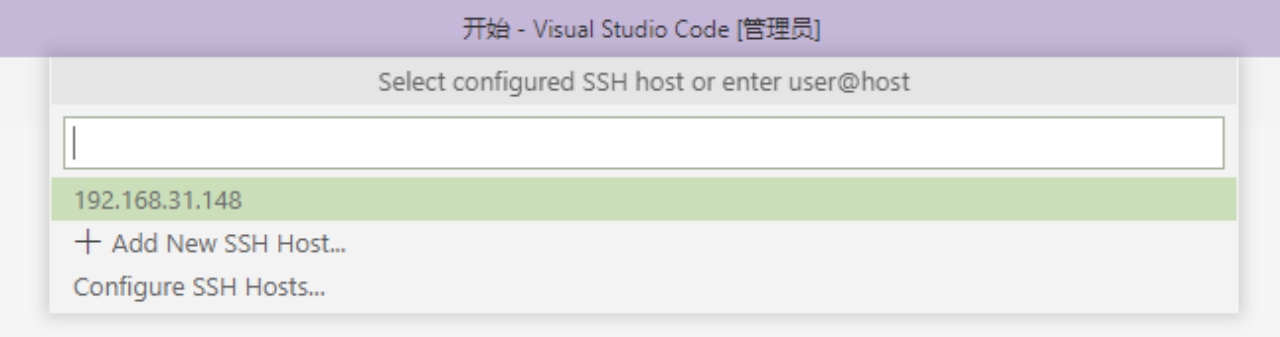 开始 - Visual Studio Code [管理员]
Select configured SSH host or enter user@host
192.168.31.148
+ Add New SSH Host...
Configure SSH Hosts...